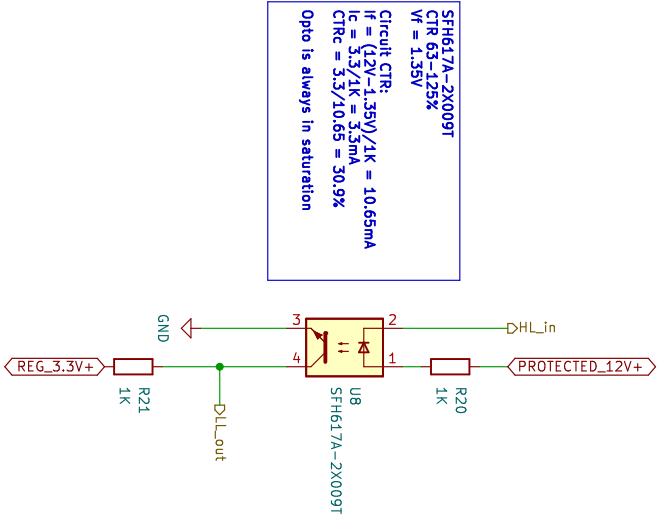 SFH617A-2X009T
CTR 63-125%
Vf = 1.35V
Circuit CTR:
If = (12V-1.35V)/1K = 10.65mA
Ic = 3.3/1K = 3.3mA
CTRc = 3.3/10.65 = 30.9%
Opto is always in saturation
GND
3
2
HL_in
REG_3.3V+
4
1
PROTECTED_12V+
R21
1K
LL_out
U8
SFH617A-2X009T
R20
1K